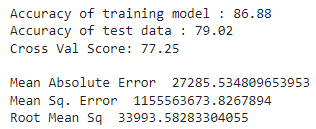 Accuracy of training model : 86.88
Accuracy of test data : 79.02
Cross Val Score: 77.25
Mean Absolute Error  27285.534809653953
Mean Sq. Error  1155563673.8267894
Root Mean Sq  33993.58283304055